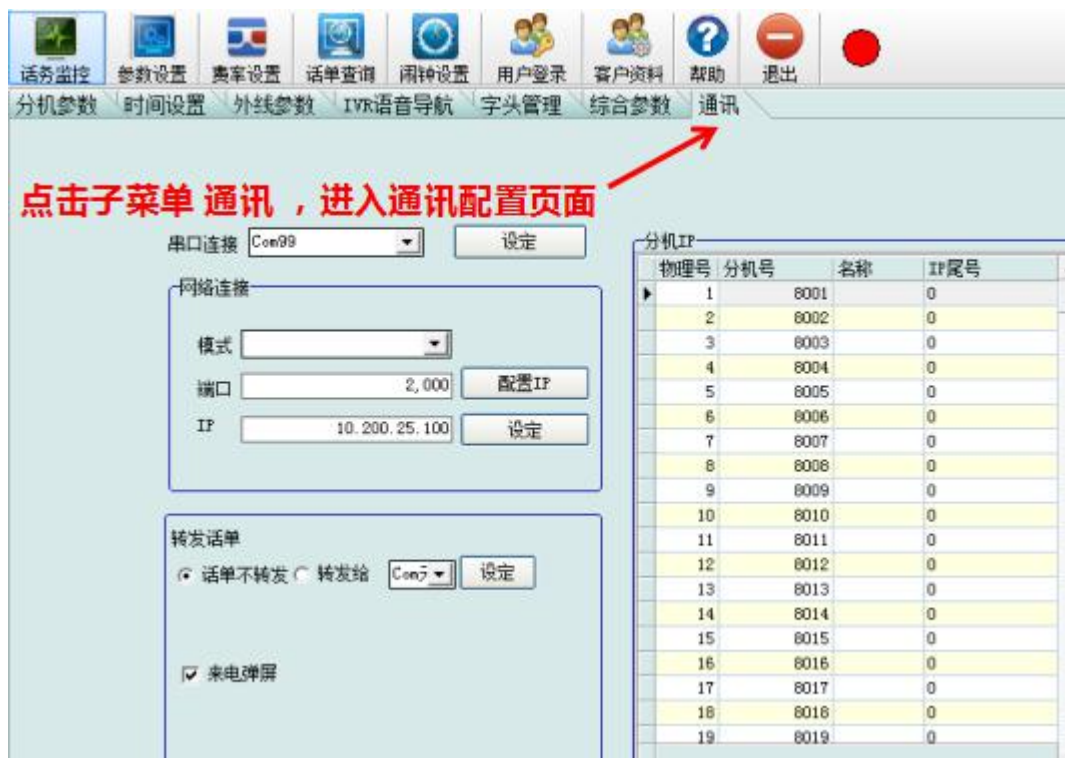 话务监控 参数设置 费率设置 话单查询 闹钟设置 用户登录 客户资料 帮助 退出
分机参数 时间设置 外线参数 IVR语音导航 字头管理 综合参数 通讯
点击子菜单 通讯 ，进入通讯配置页面
串口连接 Com99 设定
网络连接
模式
端口 2,000 配置IP
IP 10.200.25.100 设定
转发话单
话单不转发 转发给 设定
来电弹屏
分机IP
物理号 分机号 名称 IP尾号
1 8001 0
2 8002 0
3 8003 0
4 8004 0
5 8005 0
6 8006 0
7 8007 0
8 8008 0
9 8009 0
10 8010 0
11 8011 0
12 8012 0
13 8013 0
14 8014 0
15 8015 0
16 8016 0
17 8017 0
18 8018 0
19 8019 0